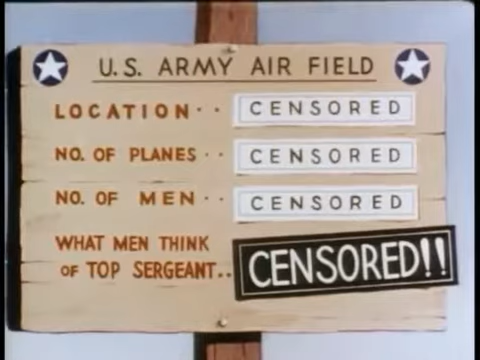 U.S. ARMY AIR FIELD
LOCATION.. CENSORED
NO. OF PLANES.. CENSORED
NO. OF MEN.. CENSORED
WHAT MEN THINK
OF TOP SERGEANT.. CENSORED!!